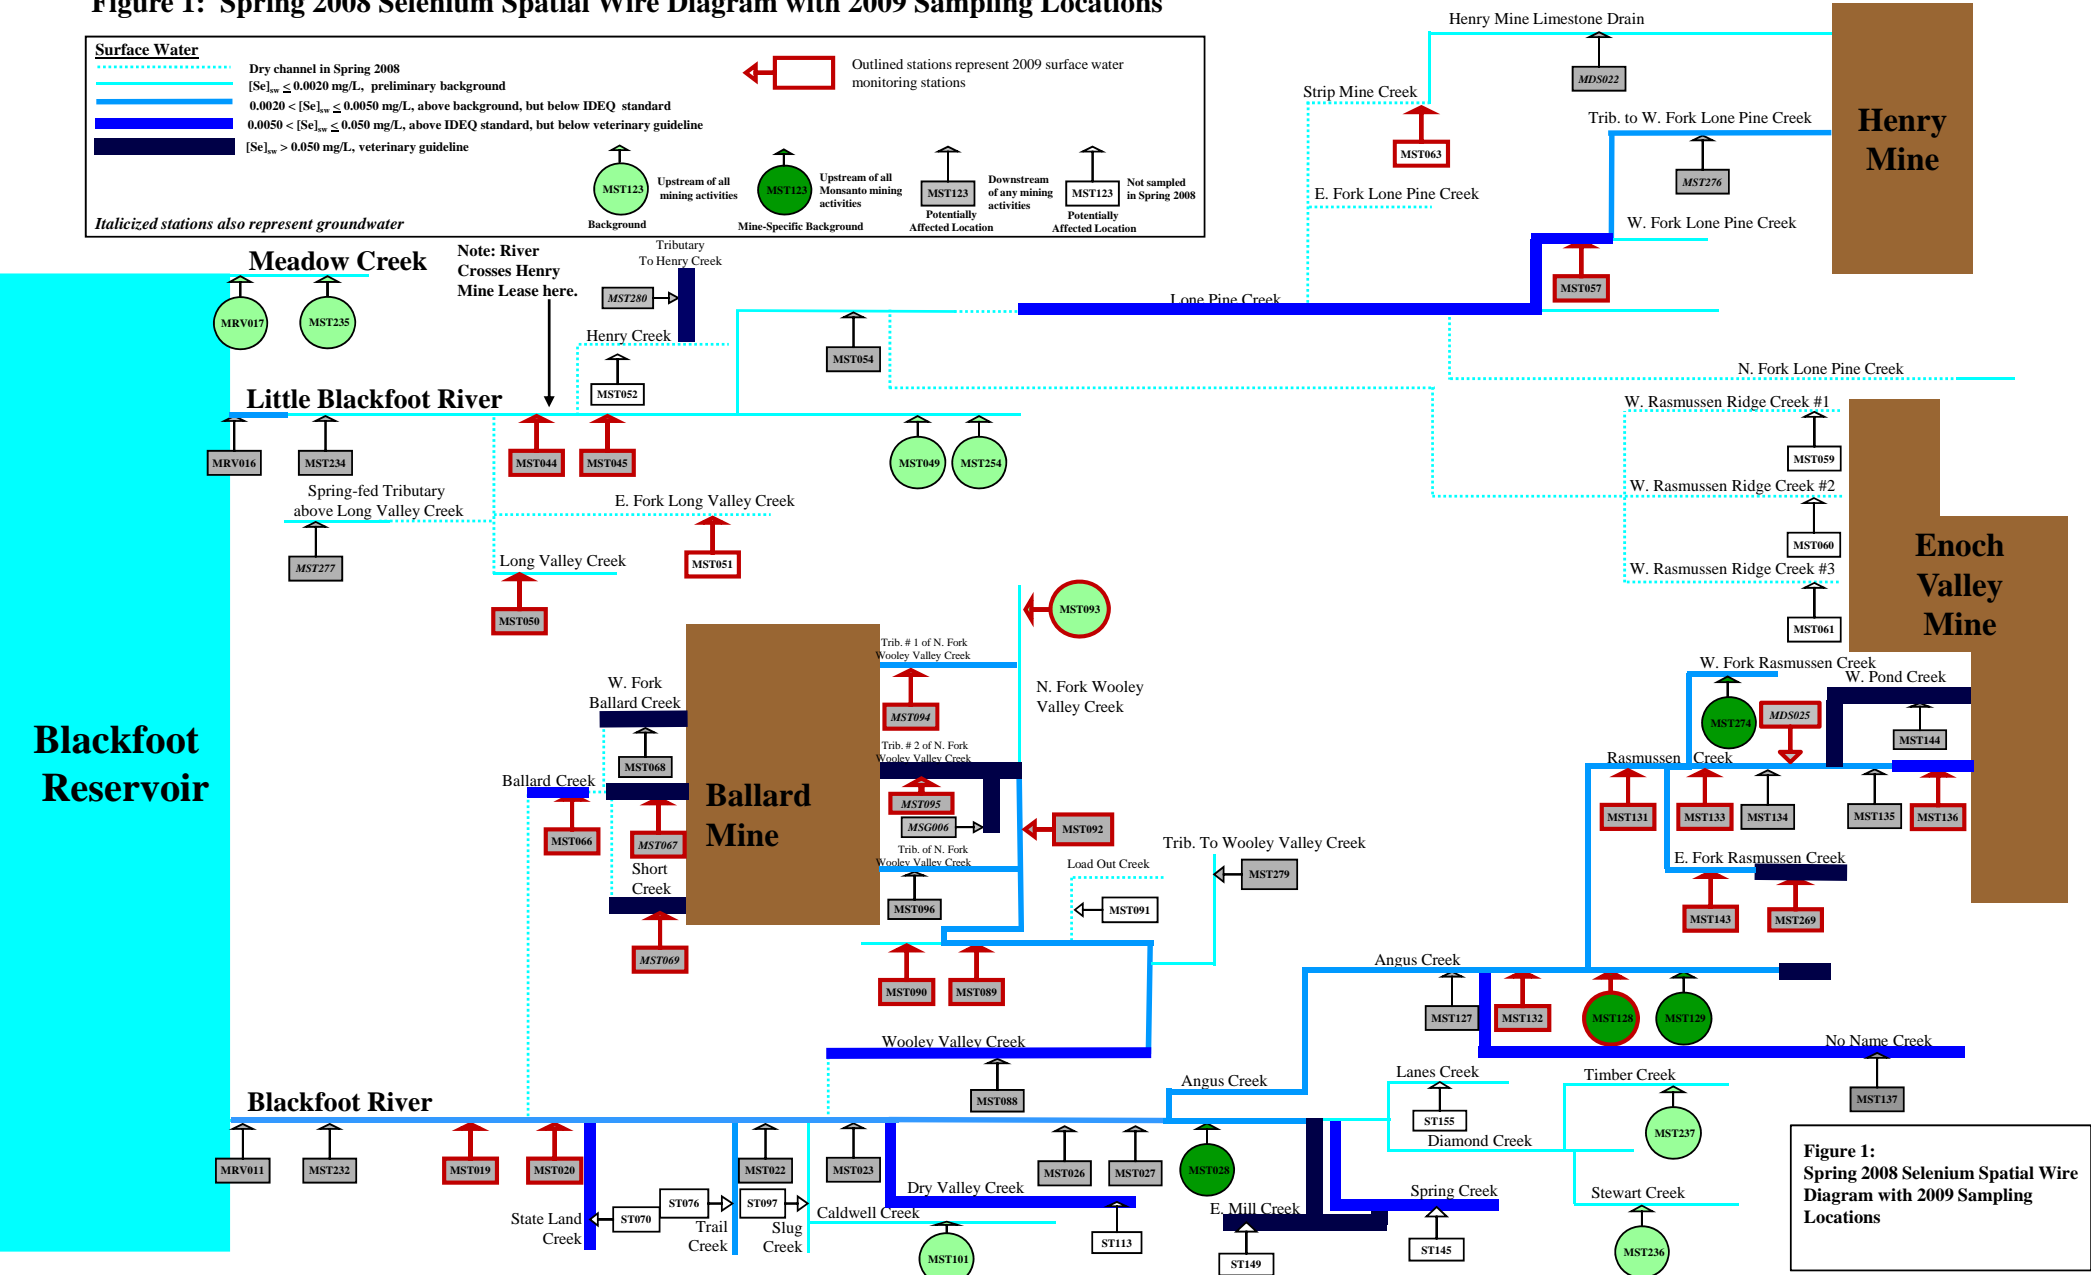 Figure 1:  Spring 2008 Selenium Spatial Wire Diagram with 2009 Sampling Locations
Surface Water
Dry channel in Spring 2008
[Se]sw ≤ 0.0020 mg/L,  preliminary background
0.0020 < [Se]sw ≤ 0.0050 mg/L, above background, but below IDEQ  standard
0.0050 < [Se]sw ≤ 0.050 mg/L, above IDEQ standard, but below veterinary guideline
[Se]sw > 0.050 mg/L, veterinary guideline
Outlined stations represent 2009 surface water
monitoring stations
MST123
Upstream of all
mining activities
Background
MST123
Upstream of all
Monsanto mining
activities
Mine-Specific Background
MST123
Downstream
of any mining
activities
Potentially
Affected Location
MST123
Not sampled
in Spring 2008
Potentially
Affected Location
Italicized stations also represent groundwater
Henry Mine Limestone Drain
MDS022
Strip Mine Creek
MST063
Trib. to W. Fork Lone Pine Creek
MST276
E. Fork Lone Pine Creek
W. Fork Lone Pine Creek
MST057
Henry
Mine
Meadow Creek
MRV017
MST235
Note: River
Crosses Henry
Mine Lease here.
Tributary
To Henry Creek
MST280
Henry Creek
MST052
MST054
Lone Pine Creek
N. Fork Lone Pine Creek
Little Blackfoot River
MRV016
MST234
MST044
MST045
MST049
MST254
W. Rasmussen Ridge Creek #1
MST059
W. Rasmussen Ridge Creek #2
MST060
W. Rasmussen Ridge Creek #3
MST061
Enoch
Valley
Mine
Spring-fed Tributary
above Long Valley Creek
MST277
E. Fork Long Valley Creek
MST051
Long Valley Creek
MST050
MST093
Trib. # 1 of N. Fork
Wooley Valley Creek
MST094
N. Fork Wooley
Valley Creek
W. Fork
Ballard Creek
MST068
Trib. # 2 of N. Fork
Wooley Valley Creek
MST095
MSG006
Ballard Creek
MST066
MST067
Ballard
Mine
MST092
Trib. of N. Fork
Wooley Valley Creek
MST096
Short
Creek
MST069
Load Out Creek
MST091
Trib. To Wooley Valley Creek
MST279
MST090
MST089
Blackfoot
Reservoir
W. Fork Rasmussen Creek
MST274
MDS025
W. Pond Creek
MST144
Rasmussen  Creek
MST131
MST133
MST134
MST135
MST136
E. Fork Rasmussen Creek
MST143
MST269
Angus Creek
MST127
MST132
MST128
MST129
No Name Creek
MST137
Wooley Valley Creek
MST088
Angus Creek
Lanes Creek
ST155
Timber Creek
MST237
Diamond Creek
Stewart Creek
MST236
Blackfoot River
MRV011
MST232
MST019
MST020
MST022
MST023
MST026
MST027
MST028
State Land
Creek
ST070
ST076
Trail
Creek
ST097
Slug
Creek
Caldwell Creek
MST101
Dry Valley Creek
ST113
E. Mill Creek
ST149
Spring Creek
ST145
Figure 1:
Spring 2008 Selenium Spatial Wire
Diagram with 2009 Sampling
Locations